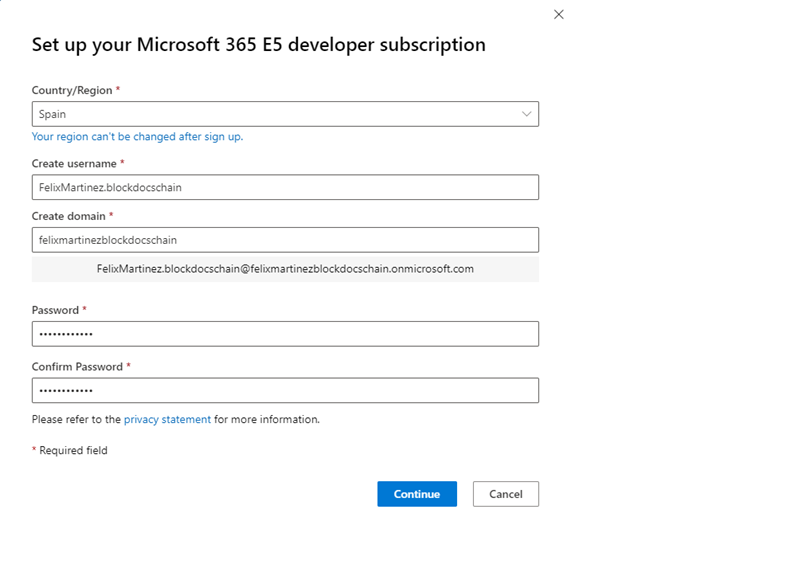 Set up your Microsoft 365 E5 developer subscription
Country/Region *
Spain
Your region can't be changed after sign up.
Create username *
FelixMartinez.blockdocschain
Create domain *
felixmartinezblockdocschain
FelixMartinez.blockdocschain@felixmartinezblockdocschain.onmicrosoft.com
Password *
••••••••••••
Confirm Password *
••••••••••••
Please refer to the privacy statement for more information.
* Required field
Continue
Cancel